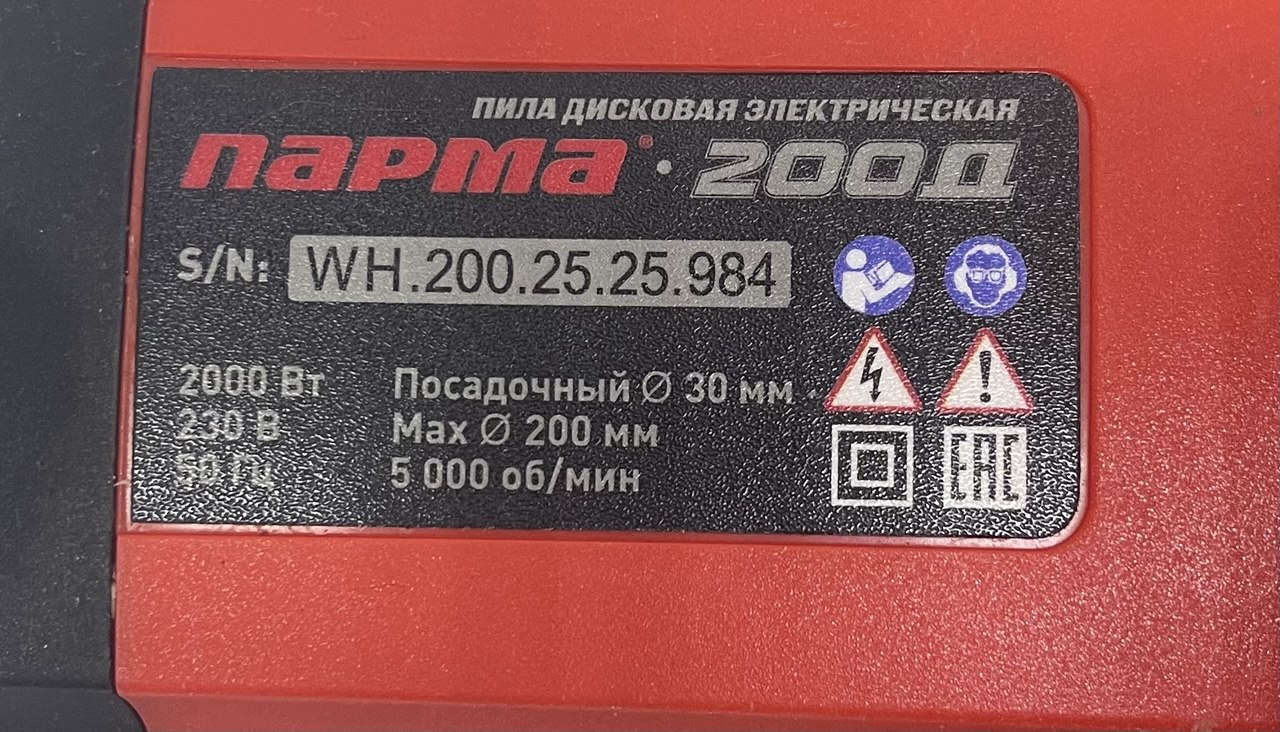 ПИЛА ДИСКОВАЯ ЭЛЕКТРИЧЕСКАЯ
ПАРМА® · 200Д
S/N: WH.200.25.25.984
2000 Вт
230 В
50 Гц
Посадочный Ø 30 мм
Max Ø 200 мм
5 000 об/мин
EAC